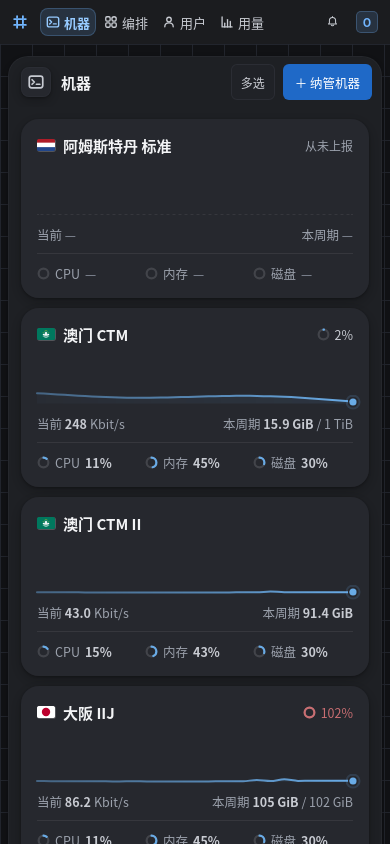 机器 编排 用户 用量 O
机器 多选 ＋ 纳管机器
阿姆斯特丹 标准 从未上报
当前 — 本周期 —
CPU — 内存 — 磁盘 —
澳门 CTM 2%
当前 248 Kbit/s 本周期 15.9 GiB / 1 TiB
CPU 11% 内存 45% 磁盘 30%
澳门 CTM II
当前 43.0 Kbit/s 本周期 91.4 GiB
CPU 15% 内存 43% 磁盘 30%
大阪 IIJ 102%
当前 86.2 Kbit/s 本周期 105 GiB / 102 GiB
CPU 11% 内存 45% 磁盘 30%